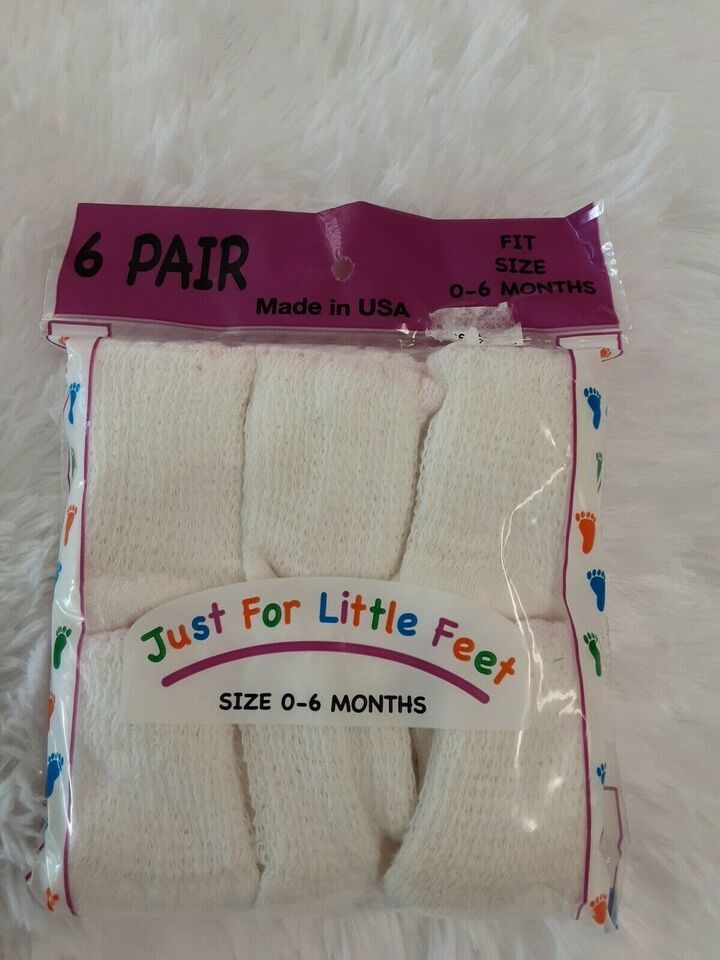 6 PAIR
Made in USA
FIT
SIZE
0-6 MONTHS
Just For Little Feet
SIZE 0-6 MONTHS